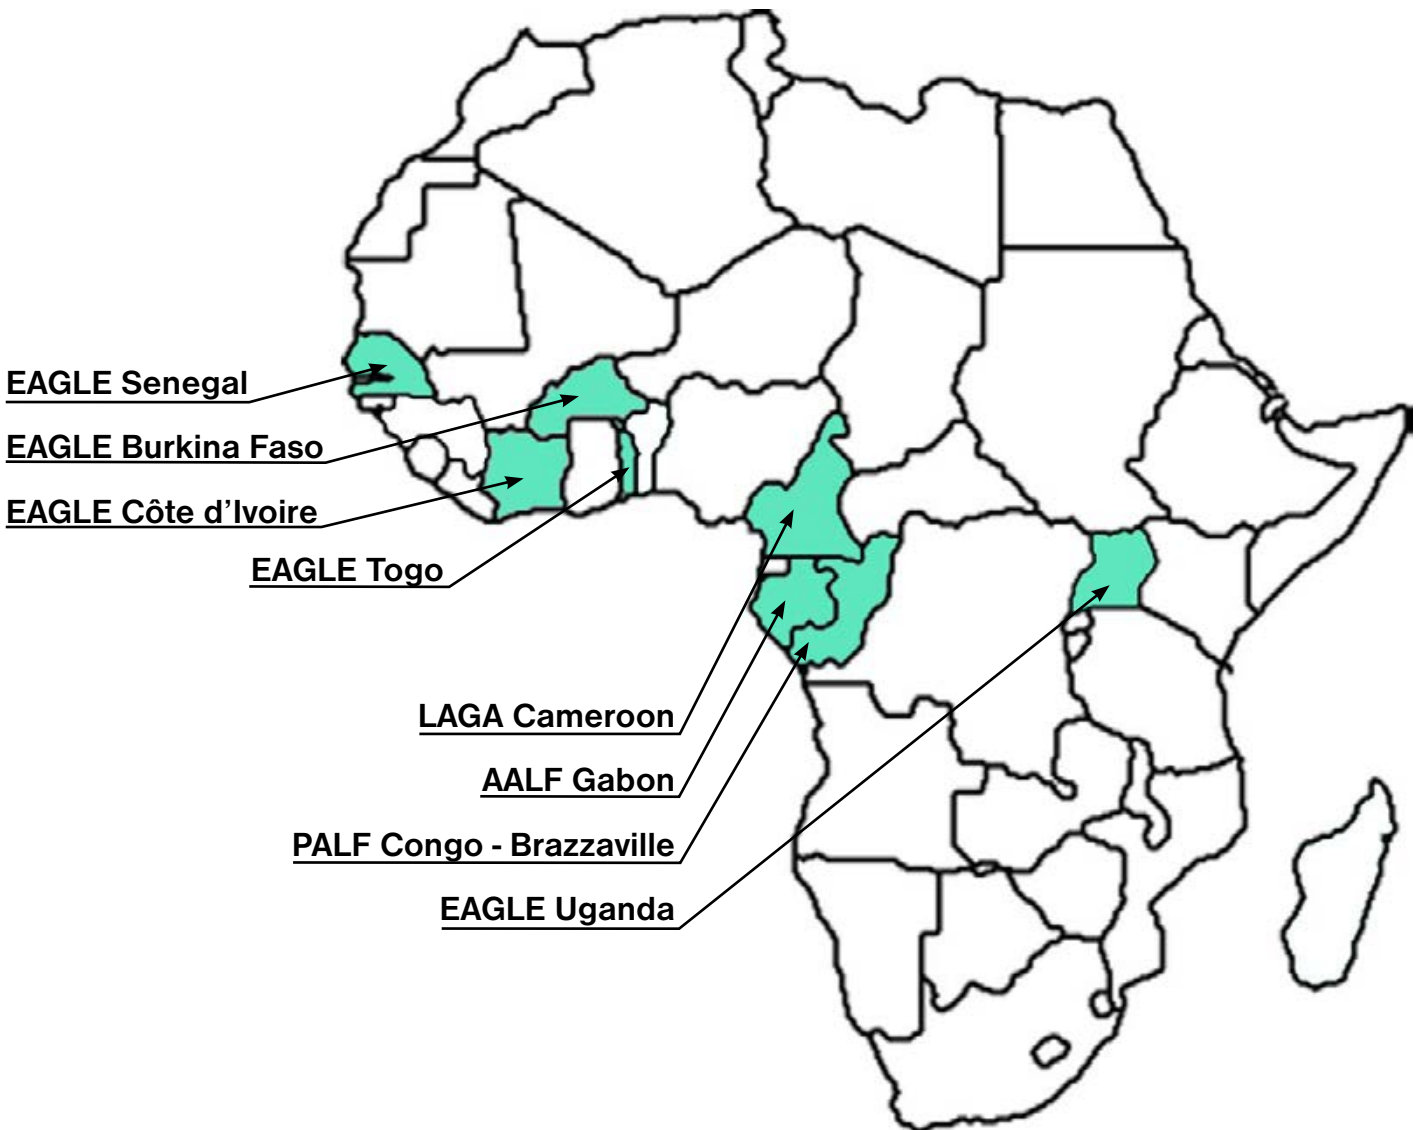 EAGLE Senegal
EAGLE Burkina Faso
EAGLE Côte d’Ivoire
EAGLE Togo
LAGA Cameroon
AALF Gabon
PALF Congo - Brazzaville
EAGLE Uganda